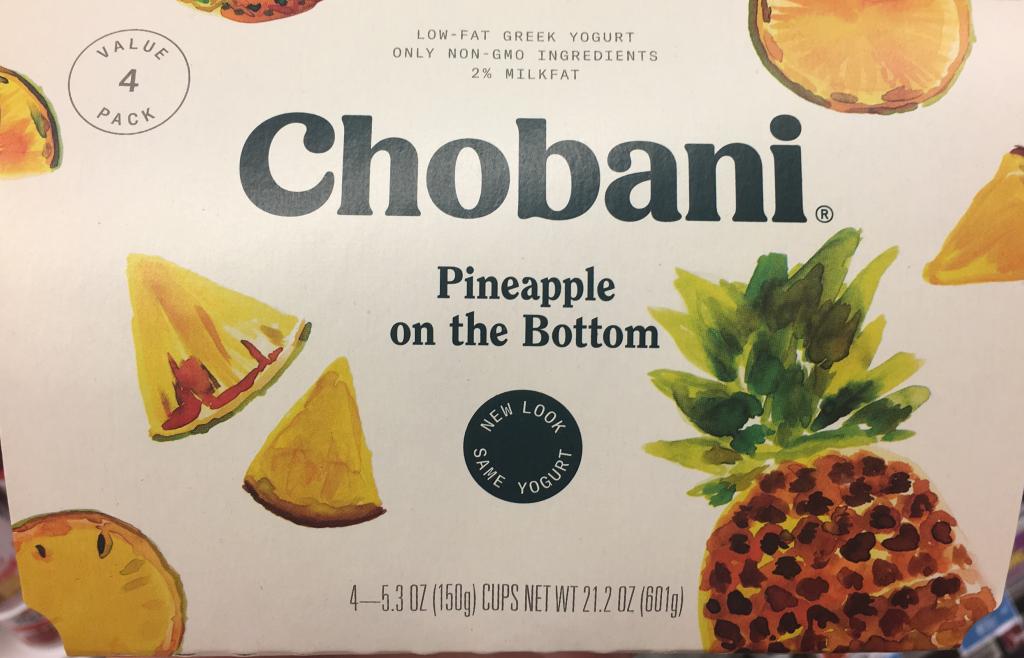 VALUE
4
PACK
LOW-FAT GREEK YOGURT
ONLY NON-GMO INGREDIENTS
2% MILKFAT
Chobani®
Pineapple
on the Bottom
NEW LOOK
SAME YOGURT
4—5.3 OZ (150g) CUPS NET WT 21.2 OZ (601g)